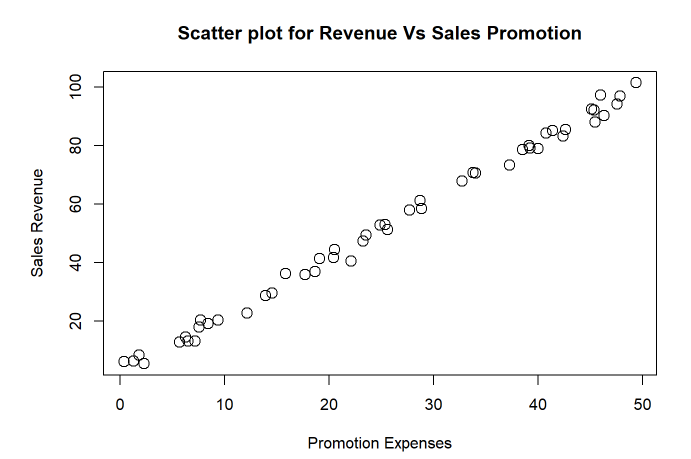 Scatter plot for Revenue Vs Sales Promotion
Sales Revenue
100
80
60
40
20
0 10 20 30 40 50
Promotion Expenses